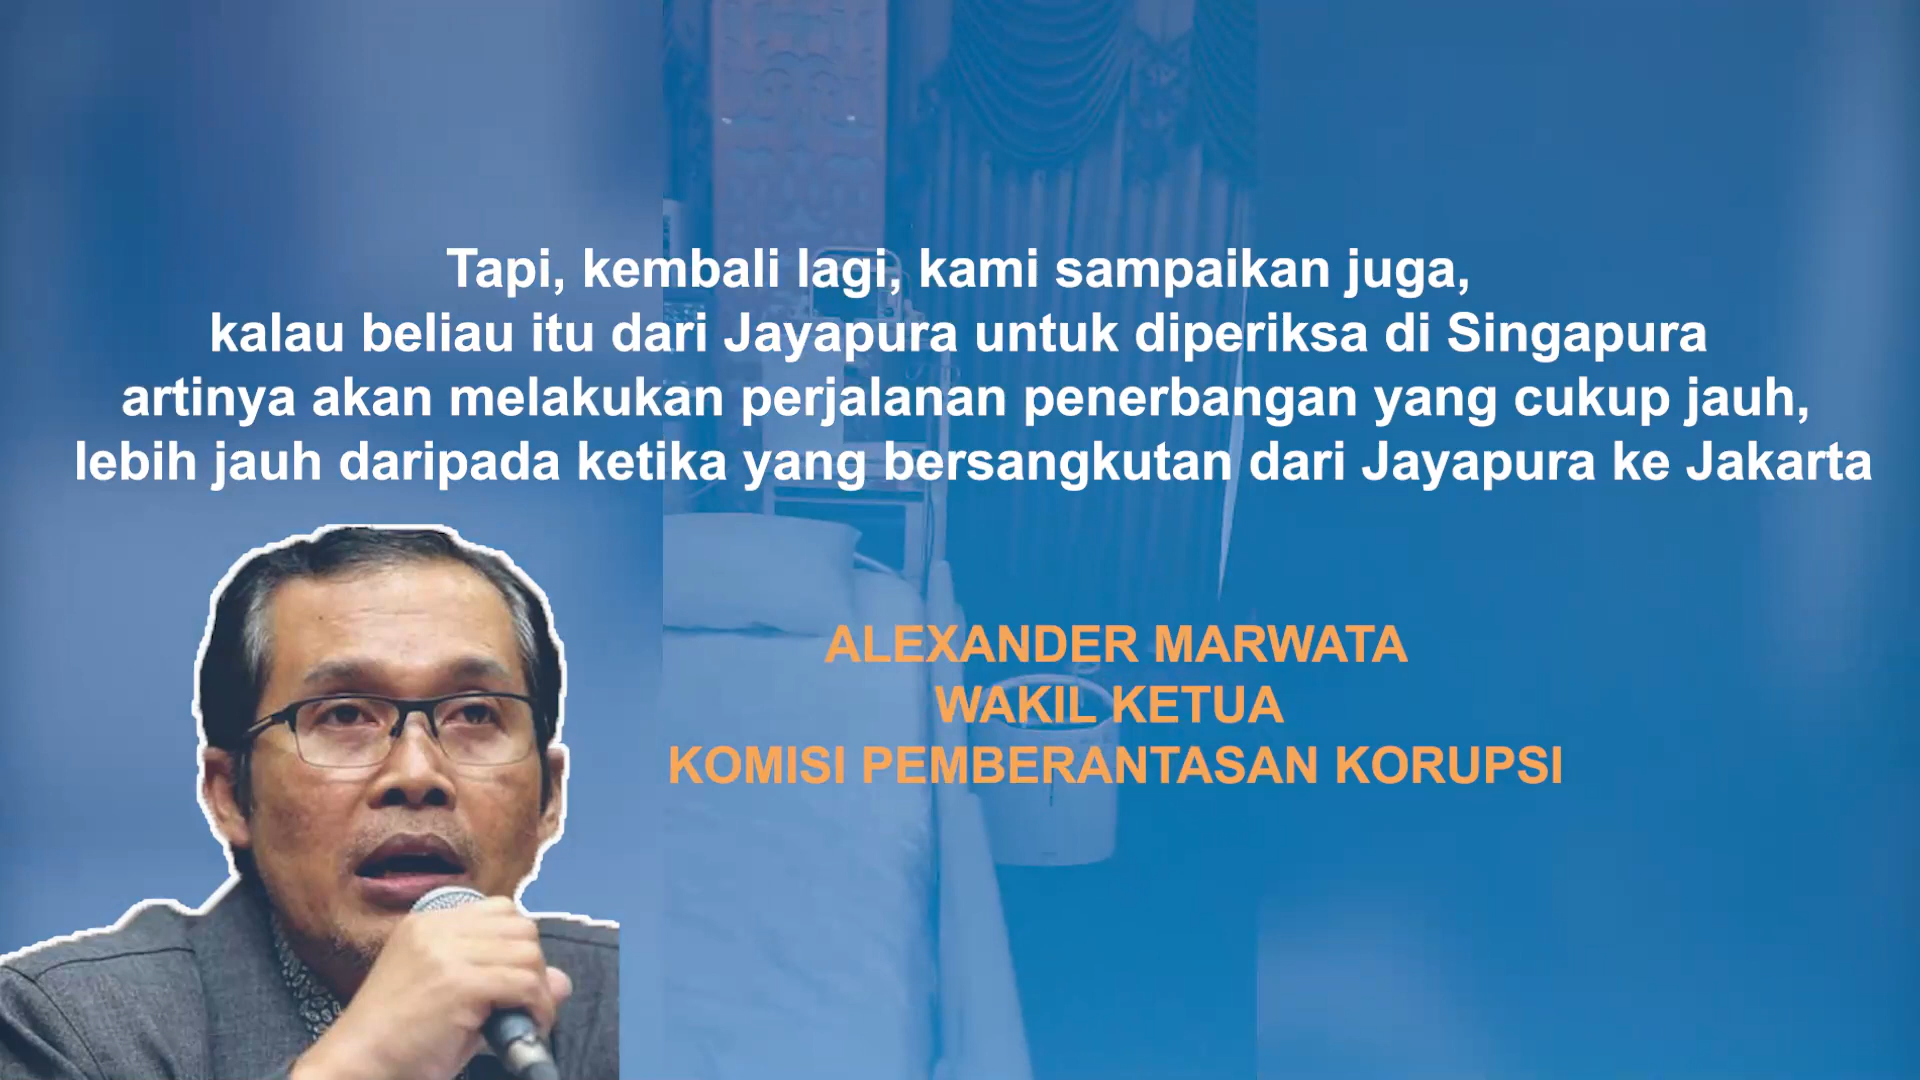 Tapi, kembali lagi, kami sampaikan juga,
kalau beliau itu dari Jayapura untuk diperiksa di Singapura
artinya akan melakukan perjalanan penerbangan yang cukup jauh,
lebih jauh daripada ketika yang bersangkutan dari Jayapura ke Jakarta
ALEXANDER MARWATA
WAKIL KETUA
KOMISI PEMBERANTASAN KORUPSI